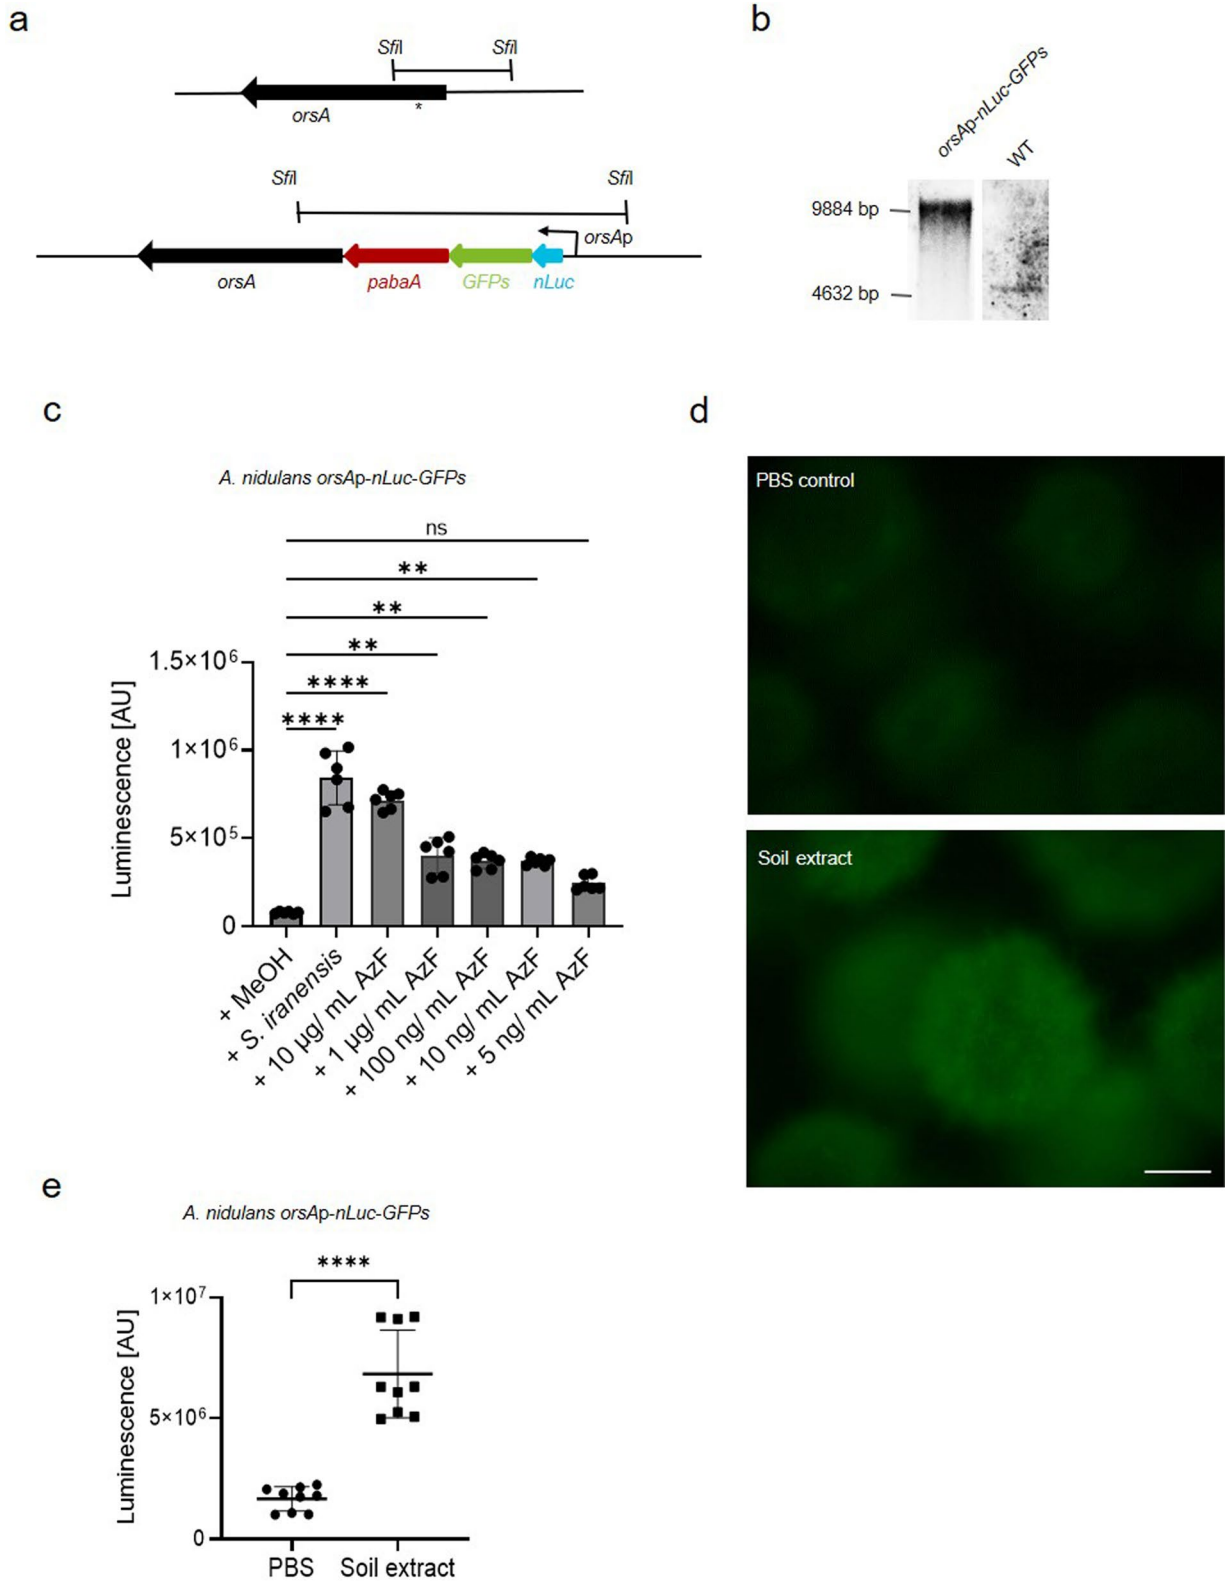 a
SfiI SfiI
*
orsA
SfiI SfiI
orsAp
orsA pabaA GFPs nLuc
b
orsAp-nLuc-GFPs
WT
9884 bp
4632 bp
c
A. nidulans orsAp-nLuc-GFPs
ns
**
**
**
****
****
Luminescence [AU]
1.5×10⁶
1×10⁶
5×10⁵
0
+ MeOH
+ S. iranensis
+ 10 µg/ mL AzF
+ 1 µg/ mL AzF
+ 100 ng/ mL AzF
+ 10 ng/ mL AzF
+ 5 ng/ mL AzF
d
PBS control
Soil extract
e
A. nidulans orsAp-nLuc-GFPs
****
Luminescence [AU]
1×10⁷
5×10⁶
0
PBS Soil extract